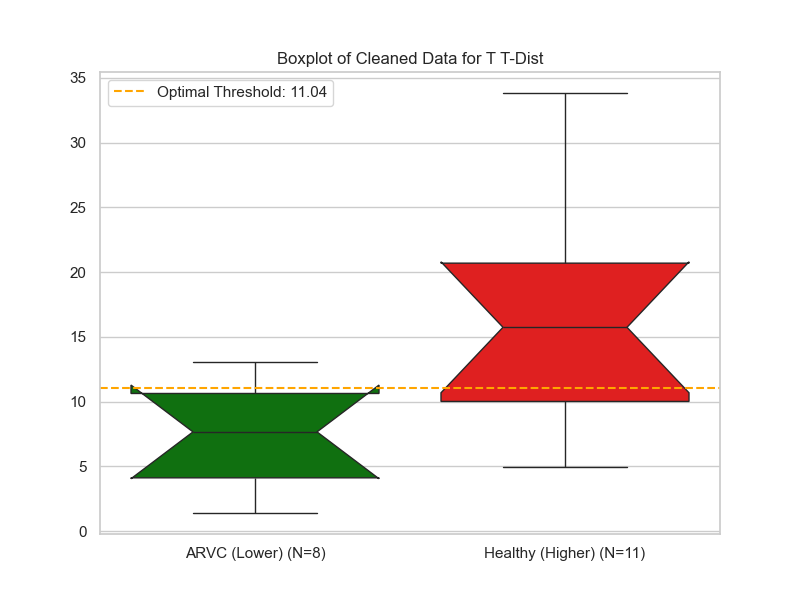 Boxplot of Cleaned Data for T T-Dist
Optimal Threshold: 11.04
35
30
25
20
15
10
5
0
ARVC (Lower) (N=8)
Healthy (Higher) (N=11)